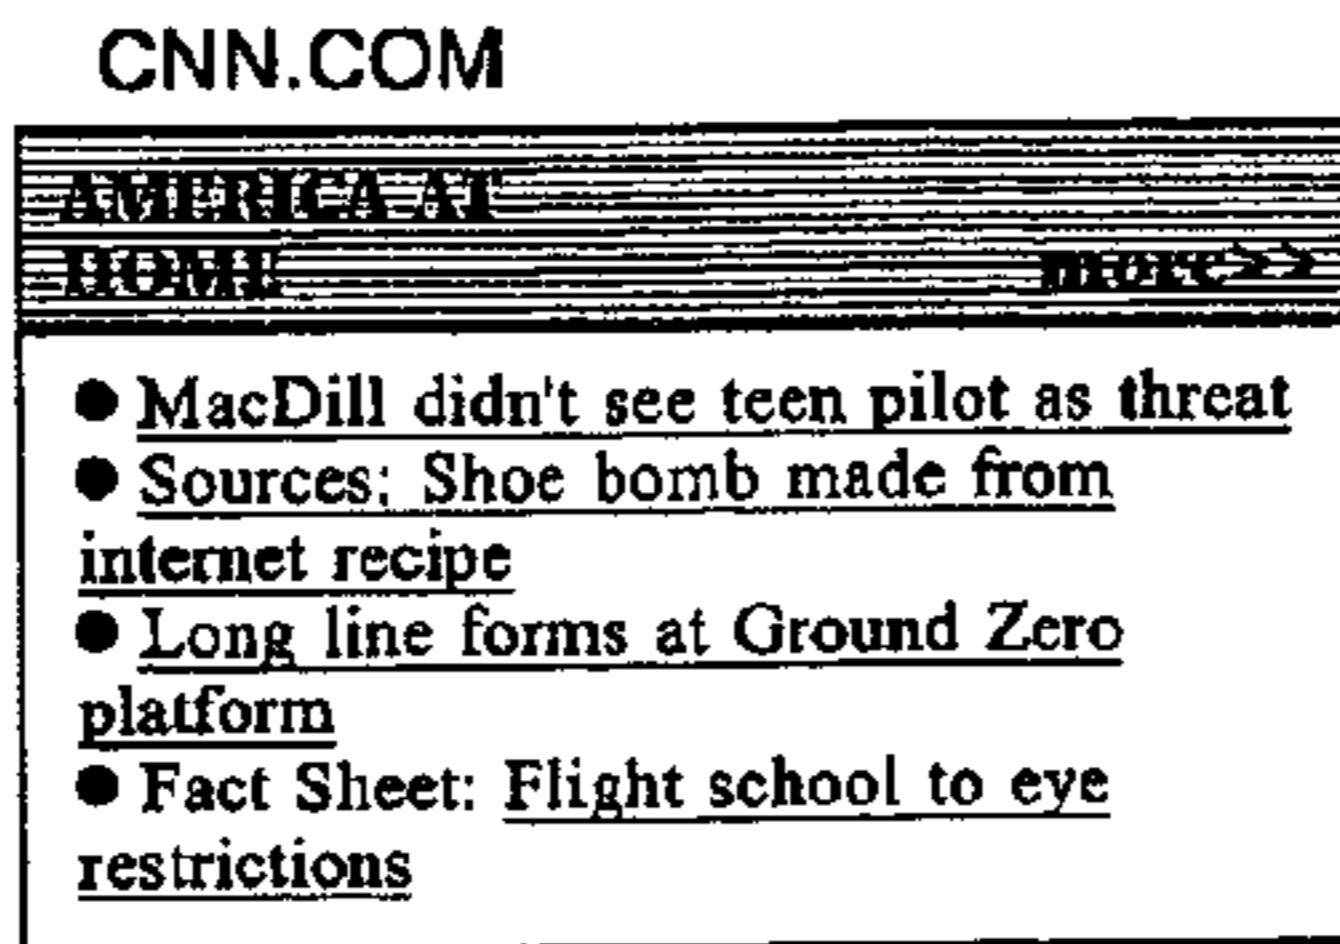 CNN.COM
AMERICA AT
HOME more>>
● MacDill didn't see teen pilot as threat
● Sources: Shoe bomb made from
internet recipe
● Long line forms at Ground Zero
platform
● Fact Sheet: Flight school to eye
restrictions